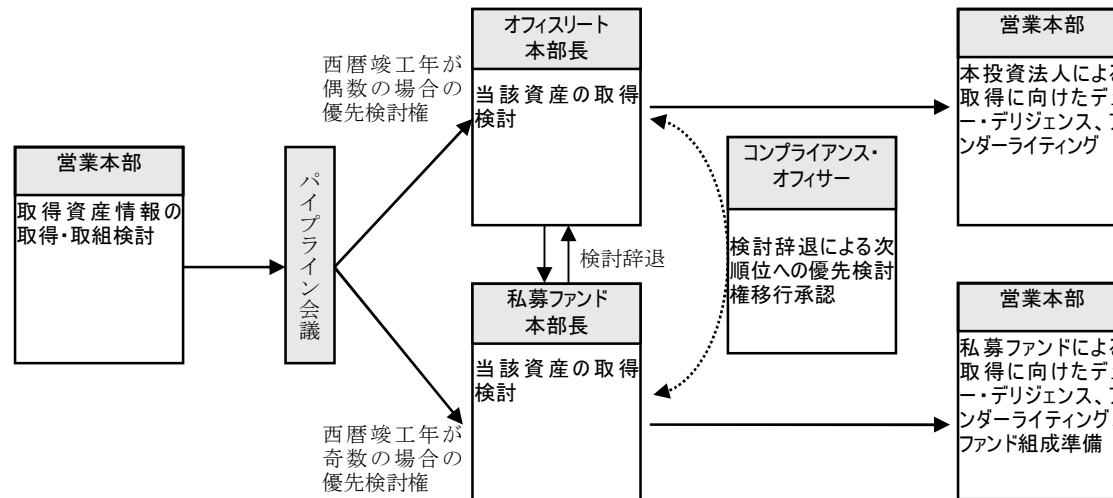 営業本部
取得資産情報の
取得・取組検討
パイプライン会議
西暦竣工年が
偶数の場合の
優先検討権
オフィスリート
本部長
当該資産の取得
検討
検討辞退
私募ファンド
本部長
当該資産の取得
検討
西暦竣工年が
奇数の場合の
優先検討権
コンプライアンス・
オフィサー
検討辞退による次
順位への優先検討
権移行承認
営業本部
本投資法人によ
取得に向けたデ
ー・デリジェンス、
ンダーライティング
営業本部
私募ファンドによ
取得に向けたデ
ー・デリジェンス、
ンダーライティング
ファンド組成準備